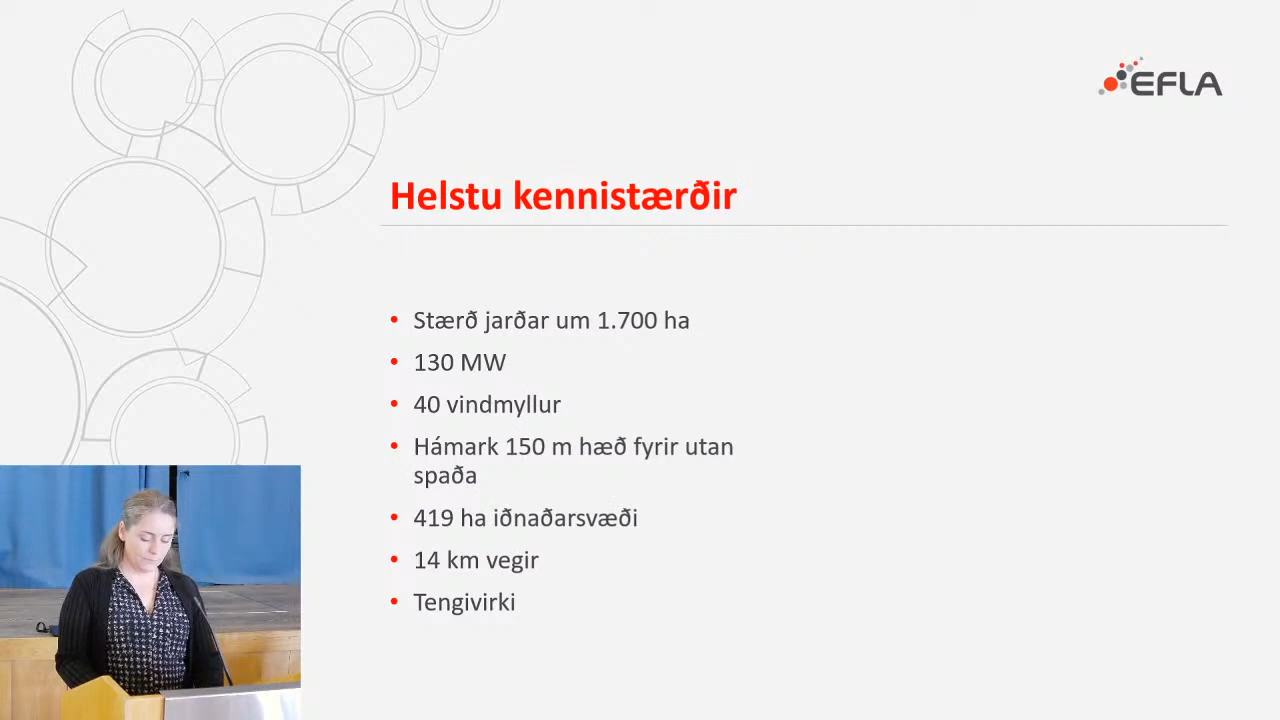 EFLA
Helstu kennistærðir
• Stærð jarðar um 1.700 ha
• 130 MW
• 40 vindmyllur
• Hámark 150 m hæð fyrir utan
spaða
• 419 ha iðnaðarsvæði
• 14 km vegir
• Tengivirki